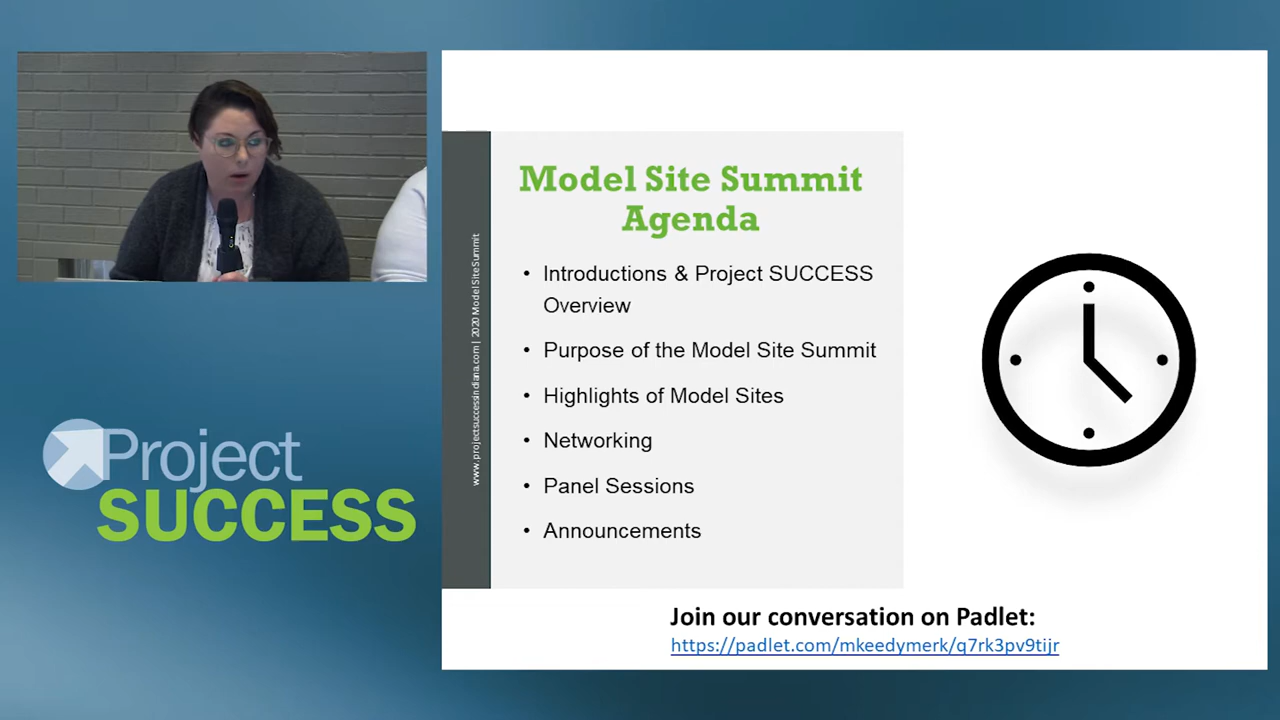 Model Site Summit
Agenda
• Introductions & Project SUCCESS
Overview
• Purpose of the Model Site Summit
• Highlights of Model Sites
• Networking
• Panel Sessions
• Announcements
www.projectsuccessindiana.com | 2020 Model Site Summit
Project
SUCCESS
Join our conversation on Padlet:
https://padlet.com/mkeedymerk/q7rk3pv9tijr